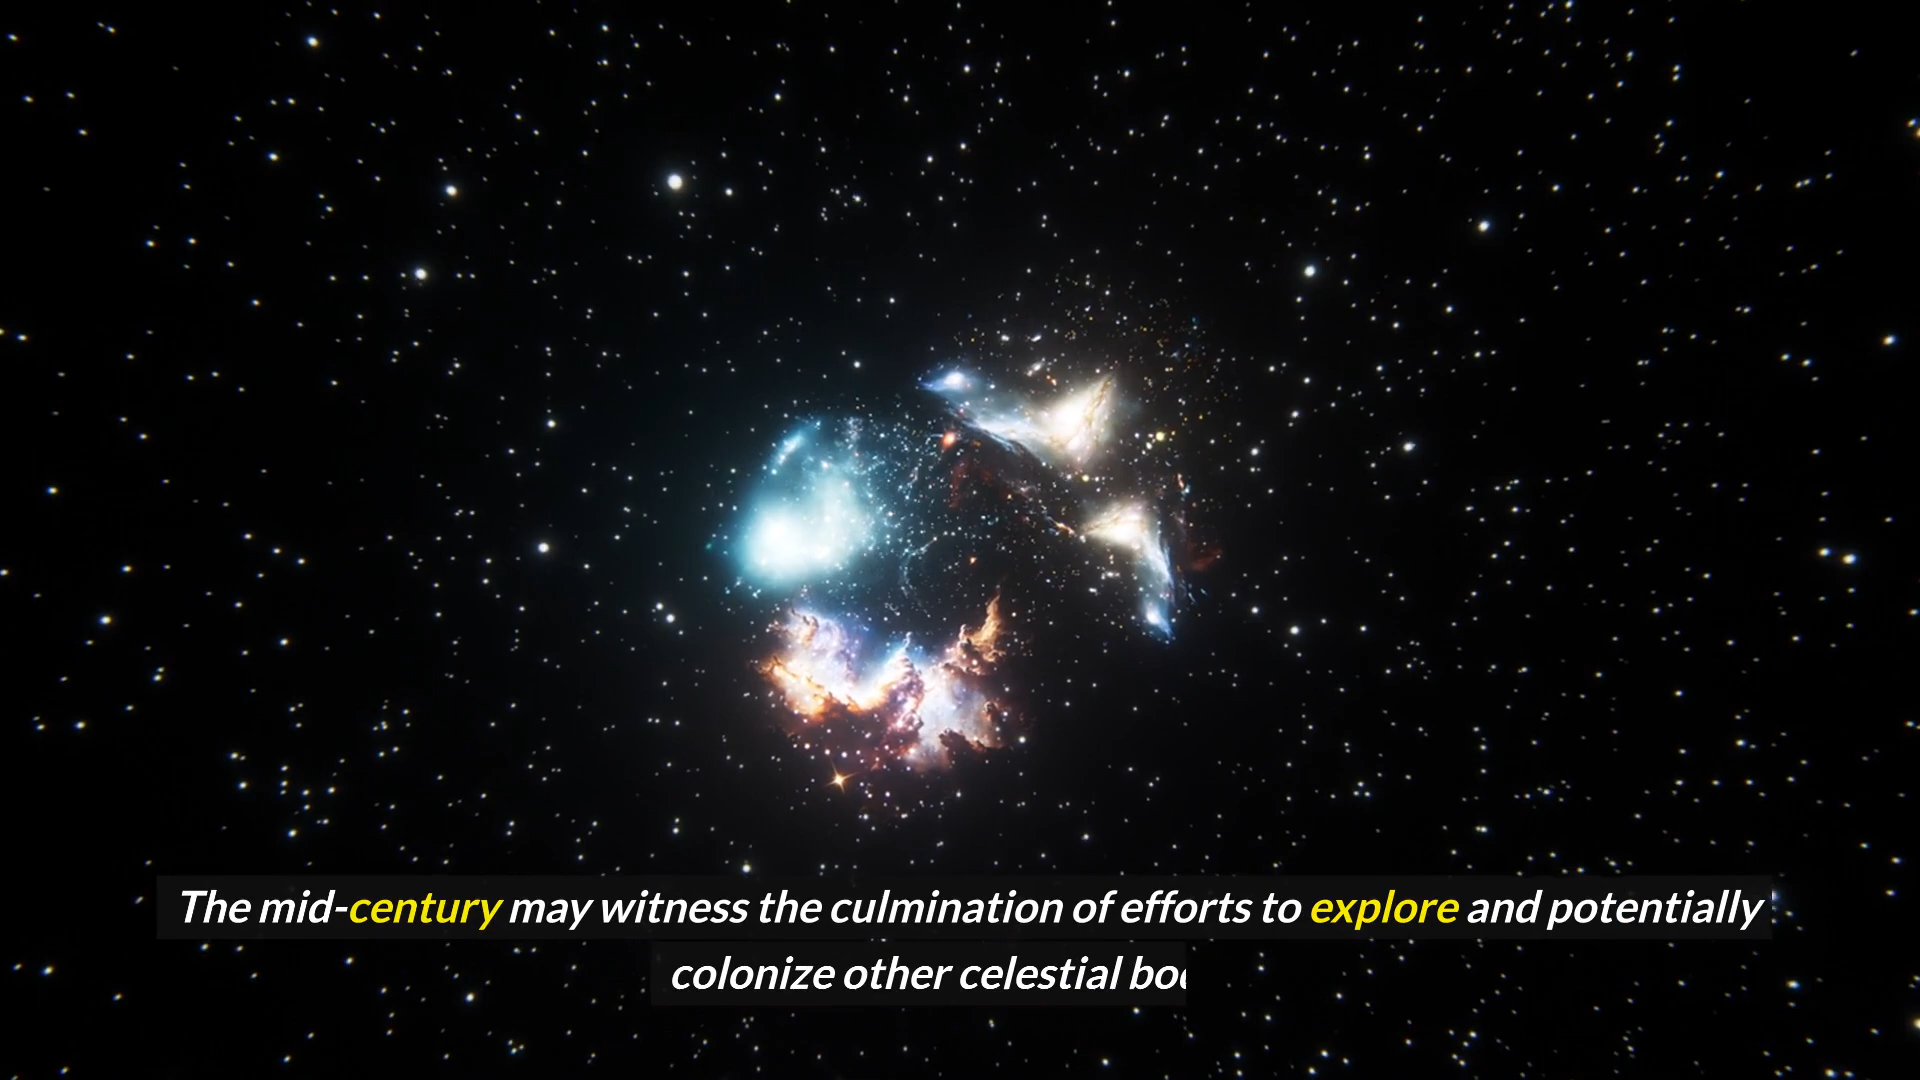 The mid-century may witness the culmination of efforts to explore and potentially
colonize other celestial